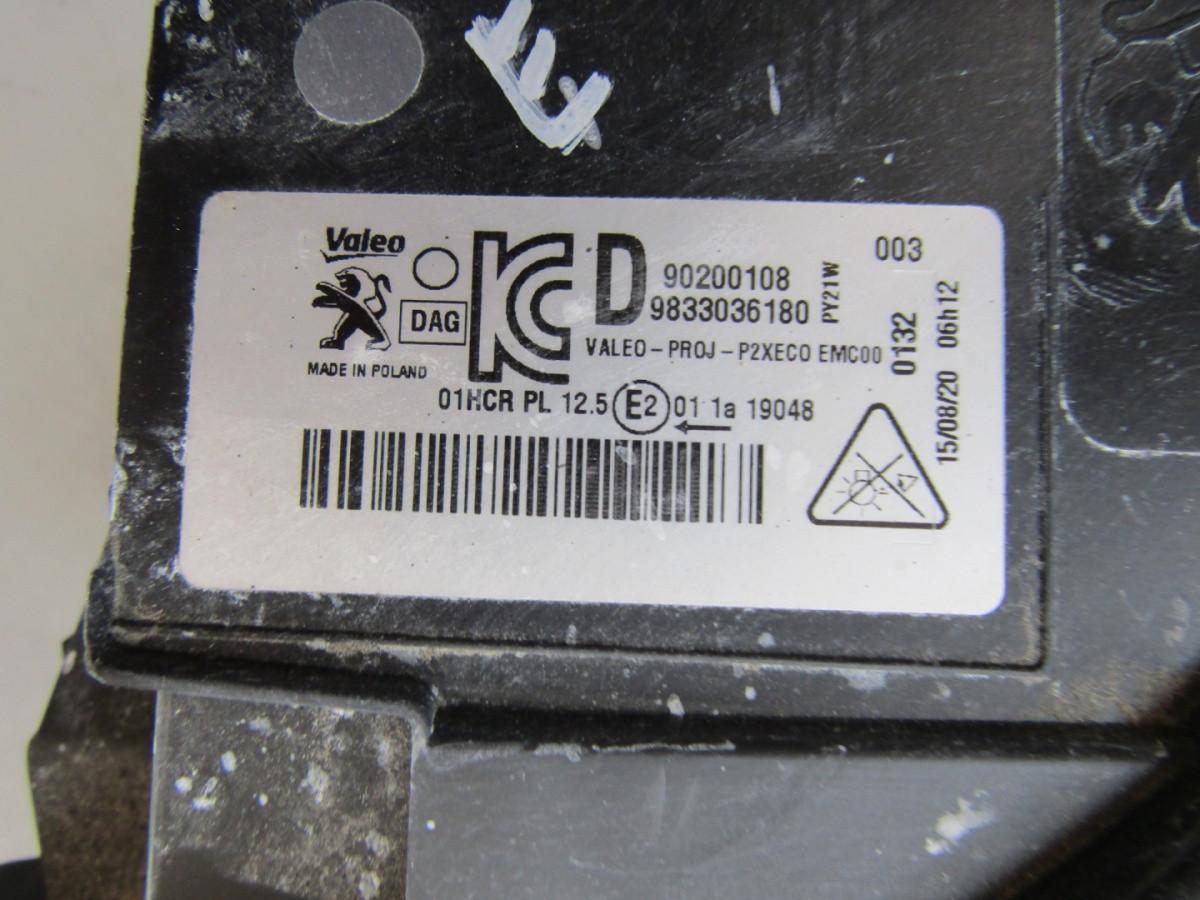 Valeo
DAG
MADE IN POLAND
KC
D
90200108
9833036180
PY21W
VALEO-PROJ-P2XECO EMC00
003
0132
15/08/20 06h12
01HCR PL 12.5 E2 01 1a 19048